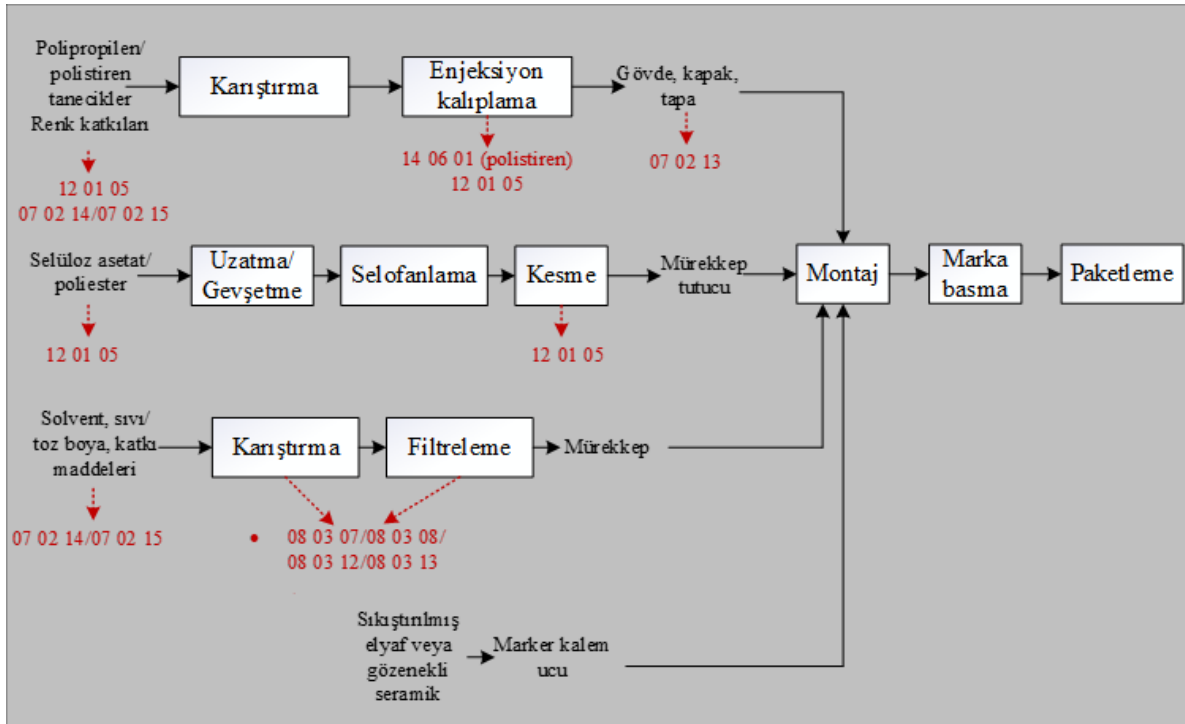 Polipropilen/
polistiren
tanecikler
Renk katkıları
Karıştırma
Enjeksiyon
kalıplama
Gövde, kapak,
tapa
12 01 05
07 02 14/07 02 15
14 06 01 (polistiren)
12 01 05
07 02 13
Selüloz asetat/
poliester
Uzatma/
Gevşetme
Selofanlama
Kesme
Mürekkep
tutucu
Montaj
Marka
basma
Paketleme
12 01 05
12 01 05
Solvent, sıvı/
toz boya, katkı
maddeleri
Karıştırma
Filtreleme
Mürekkep
07 02 14/07 02 15
• 08 03 07/08 03 08/
08 03 12/08 03 13
Sıkıştırılmış
elyaf veya
gözenekli
seramik
Marker kalem
ucu